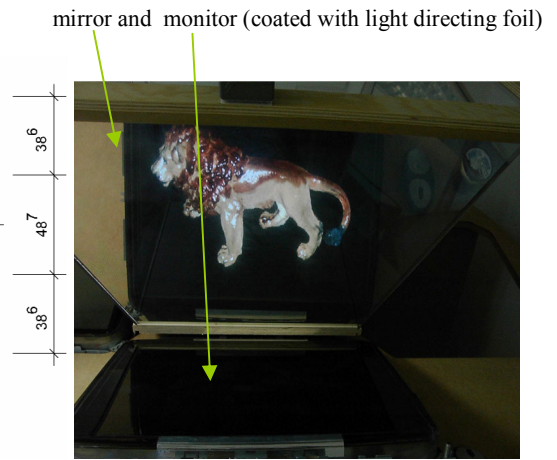 mirror and monitor (coated with light directing foil)
38⁶
48⁷
38⁶